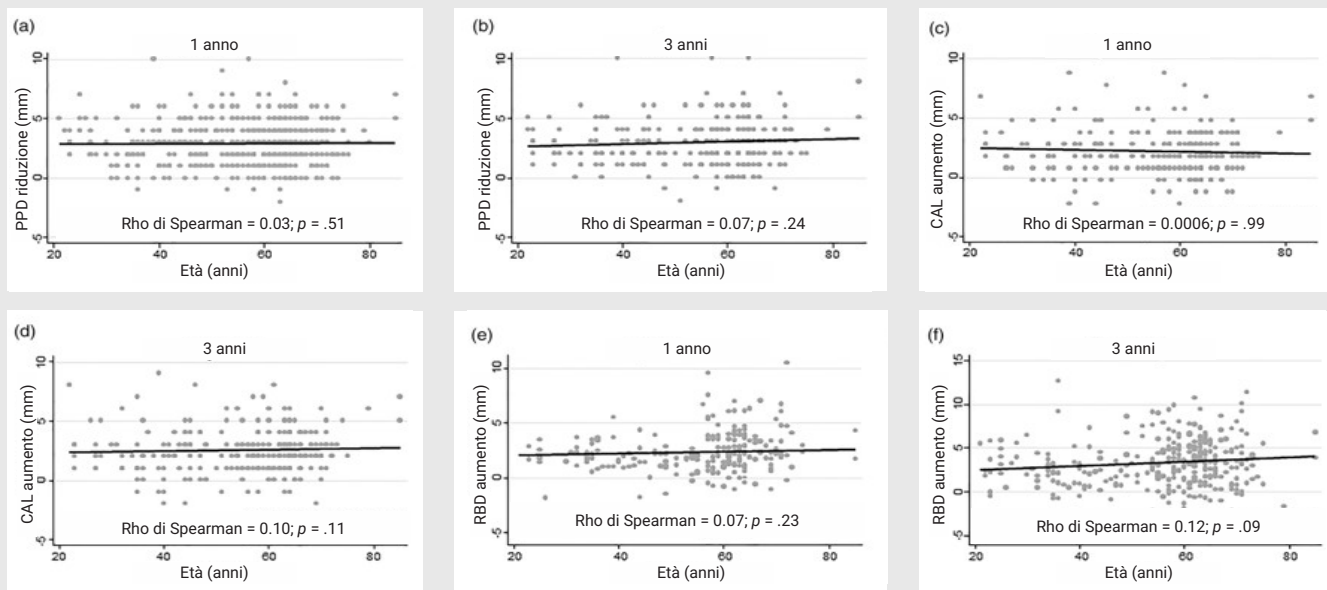 (a)
1 anno
PPD riduzione (mm)
10
5
0
-5
Rho di Spearman = 0.03; p = .51
20 40 60 80
Età (anni)
(b)
3 anni
PPD riduzione (mm)
10
5
0
-5
Rho di Spearman = 0.07; p = .24
20 40 60 80
Età (anni)
(c)
1 anno
CAL aumento (mm)
10
5
0
-5
Rho di Spearman = 0.0006; p = .99
20 40 60 80
Età (anni)
(d)
3 anni
CAL aumento (mm)
10
5
0
-5
Rho di Spearman = 0.10; p = .11
20 40 60 80
Età (anni)
(e)
1 anno
RBD aumento (mm)
10
5
0
-5
Rho di Spearman = 0.07; p = .23
20 40 60 80
Età (anni)
(f)
3 anni
RBD aumento (mm)
15
10
5
0
-5
Rho di Spearman = 0.12; p = .09
20 40 60 80
Età (anni)